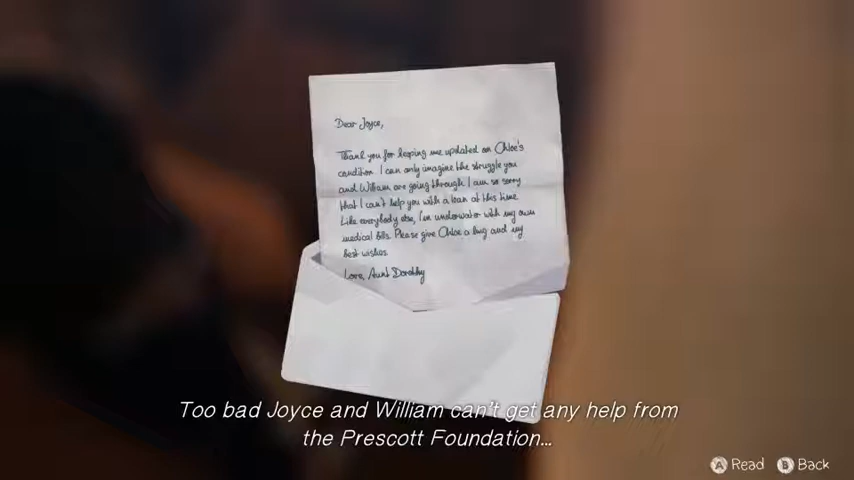 Dear Joyce,
Thank you for keeping me updated on Chloe's
condition. I can only imagine the struggle you
and William are going through. I am so sorry
that I can't help you with a loan at this time.
Like everybody else, I'm underwater with my own
medical bills. Please give Chloe a hug and my
best wishes.
Love, Aunt Dorothy
Too bad Joyce and William can't get any help from
the Prescott Foundation...
A Read B Back